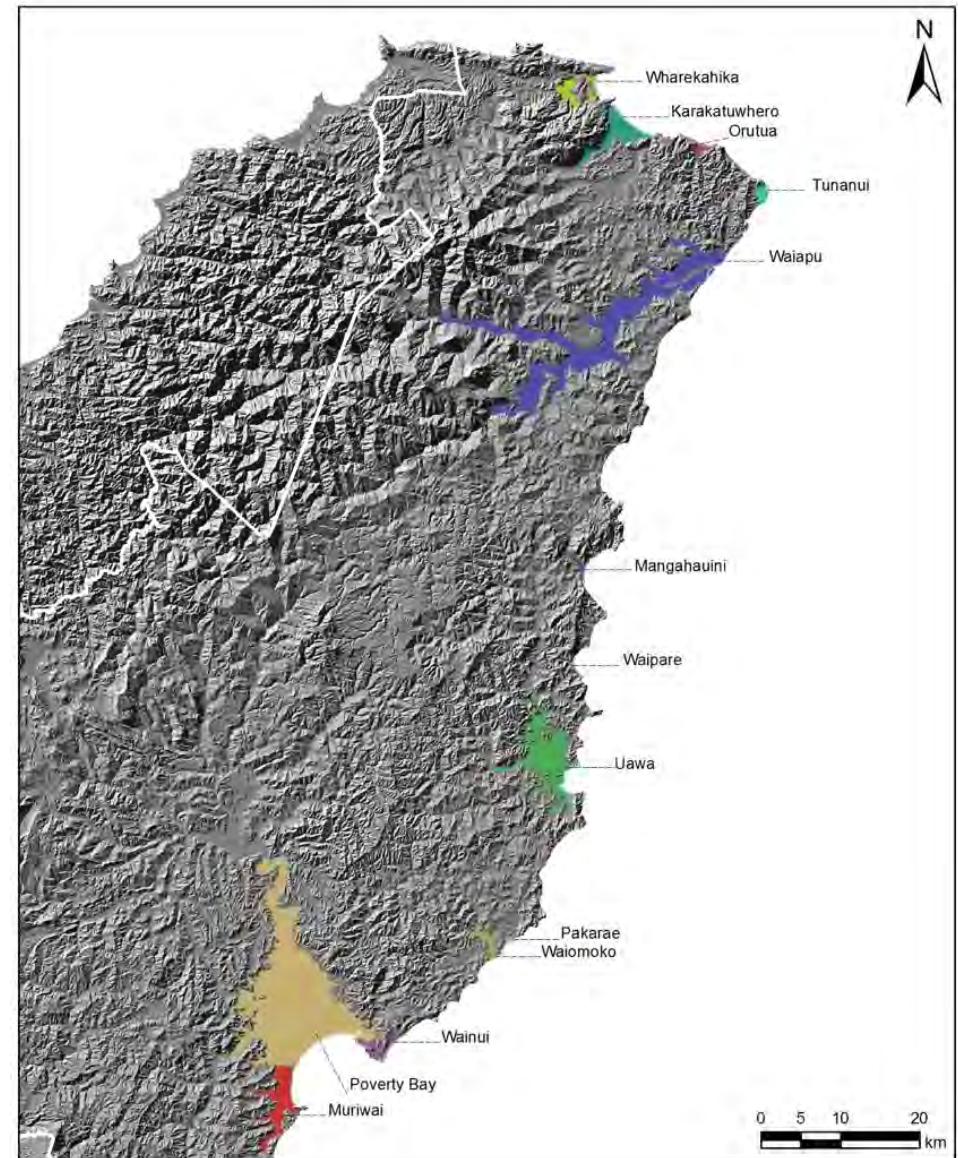 N
Wharekahika
Karakatuwhero
Orutua
Tunanui
Waiapu
Mangahauini
Waipare
Uawa
Pakarae
Waiomoko
Wainui
Poverty Bay
Muriwai
0 5 10 20
km